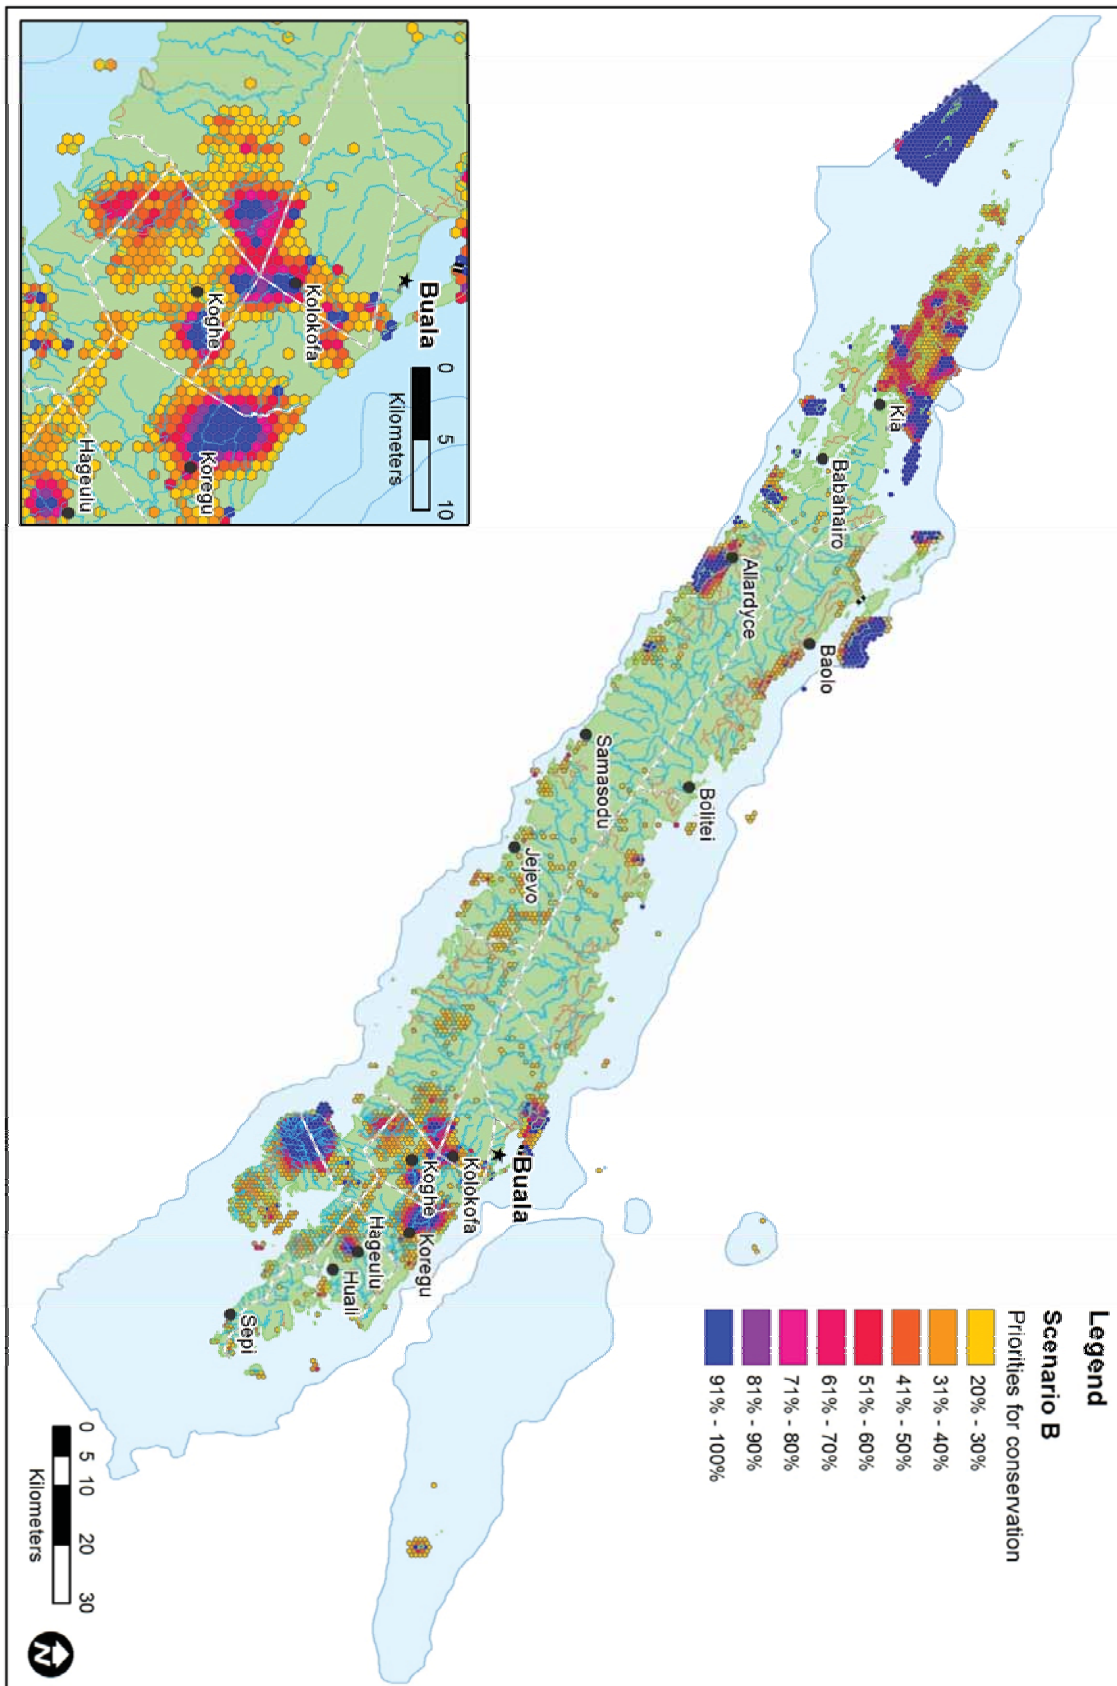 Legend
Scenario B
Priorities for conservation
20% - 30%
31% - 40%
41% - 50%
51% - 60%
61% - 70%
71% - 80%
81% - 90%
91% - 100%
Kia
Babahairo
Allardyce
Baolo
Samasodu
Bolitei
Jejevo
Buala
Kolokofa
Koghe
Koregu
Hageulu
Huali
Sepi
0 5 10 20 30
Kilometers
N
Buala
Kolokofa
Koghe
Koregu
Hageulu
0 5 10
Kilometers